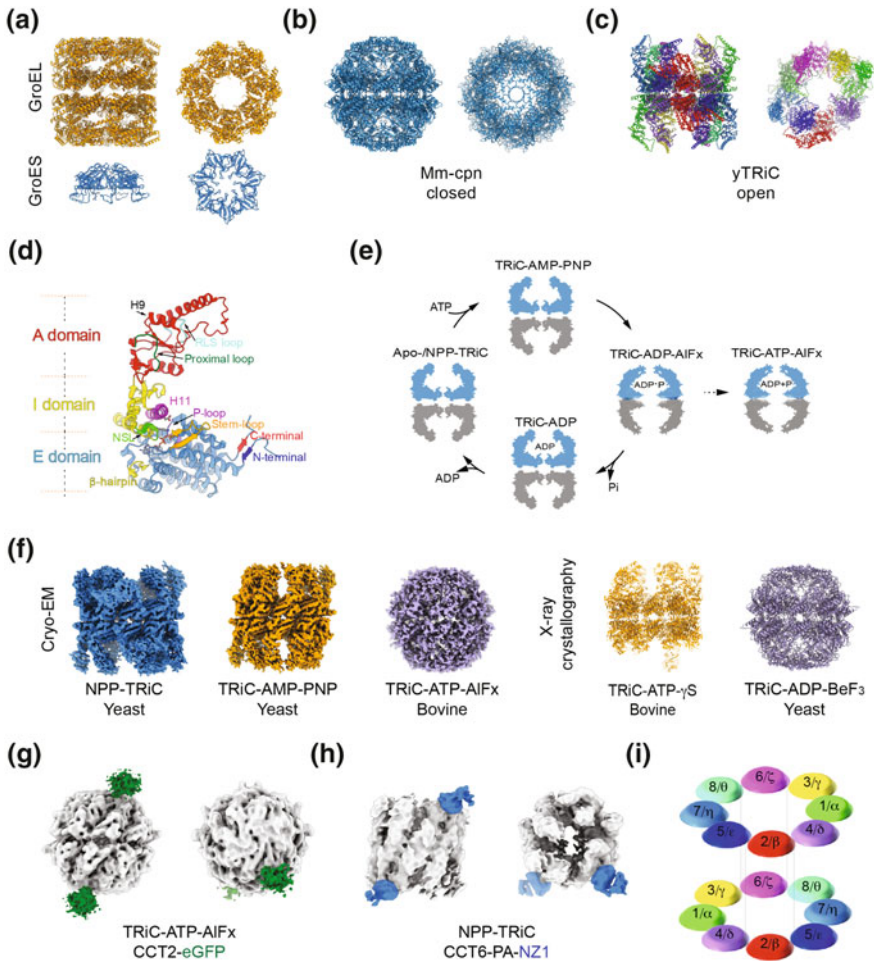 (a)
GroEL
GroES
(b)
Mm-cpn
closed
(c)
yTRiC
open
(d)
H9
A domain
RLS loop
Proximal loop
I domain
H11
P-loop
NSL
Stem-loop
C-terminal
E domain
N-terminal
β-hairpin
(e)
TRiC-AMP-PNP
ATP
Apo-/NPP-TRiC
TRiC-ADP-AlFx
ADP·P
TRiC-ATP-AlFx
ADP+P
TRiC-ADP
ADP
ADP
Pi
(f)
Cryo-EM
NPP-TRiC
Yeast
TRiC-AMP-PNP
Yeast
TRiC-ATP-AlFx
Bovine
X-ray
crystallography
TRiC-ATP-γS
Bovine
TRiC-ADP-BeF₃
Yeast
(g)
TRiC-ATP-AlFx
CCT2-eGFP
(h)
NPP-TRiC
CCT6-PA-NZ1
(i)
6/ζ
8/θ
3/γ
7/η
1/α
5/ε
2/β
4/δ
6/ζ
3/γ
8/θ
1/α
7/η
4/δ
2/β
5/ε